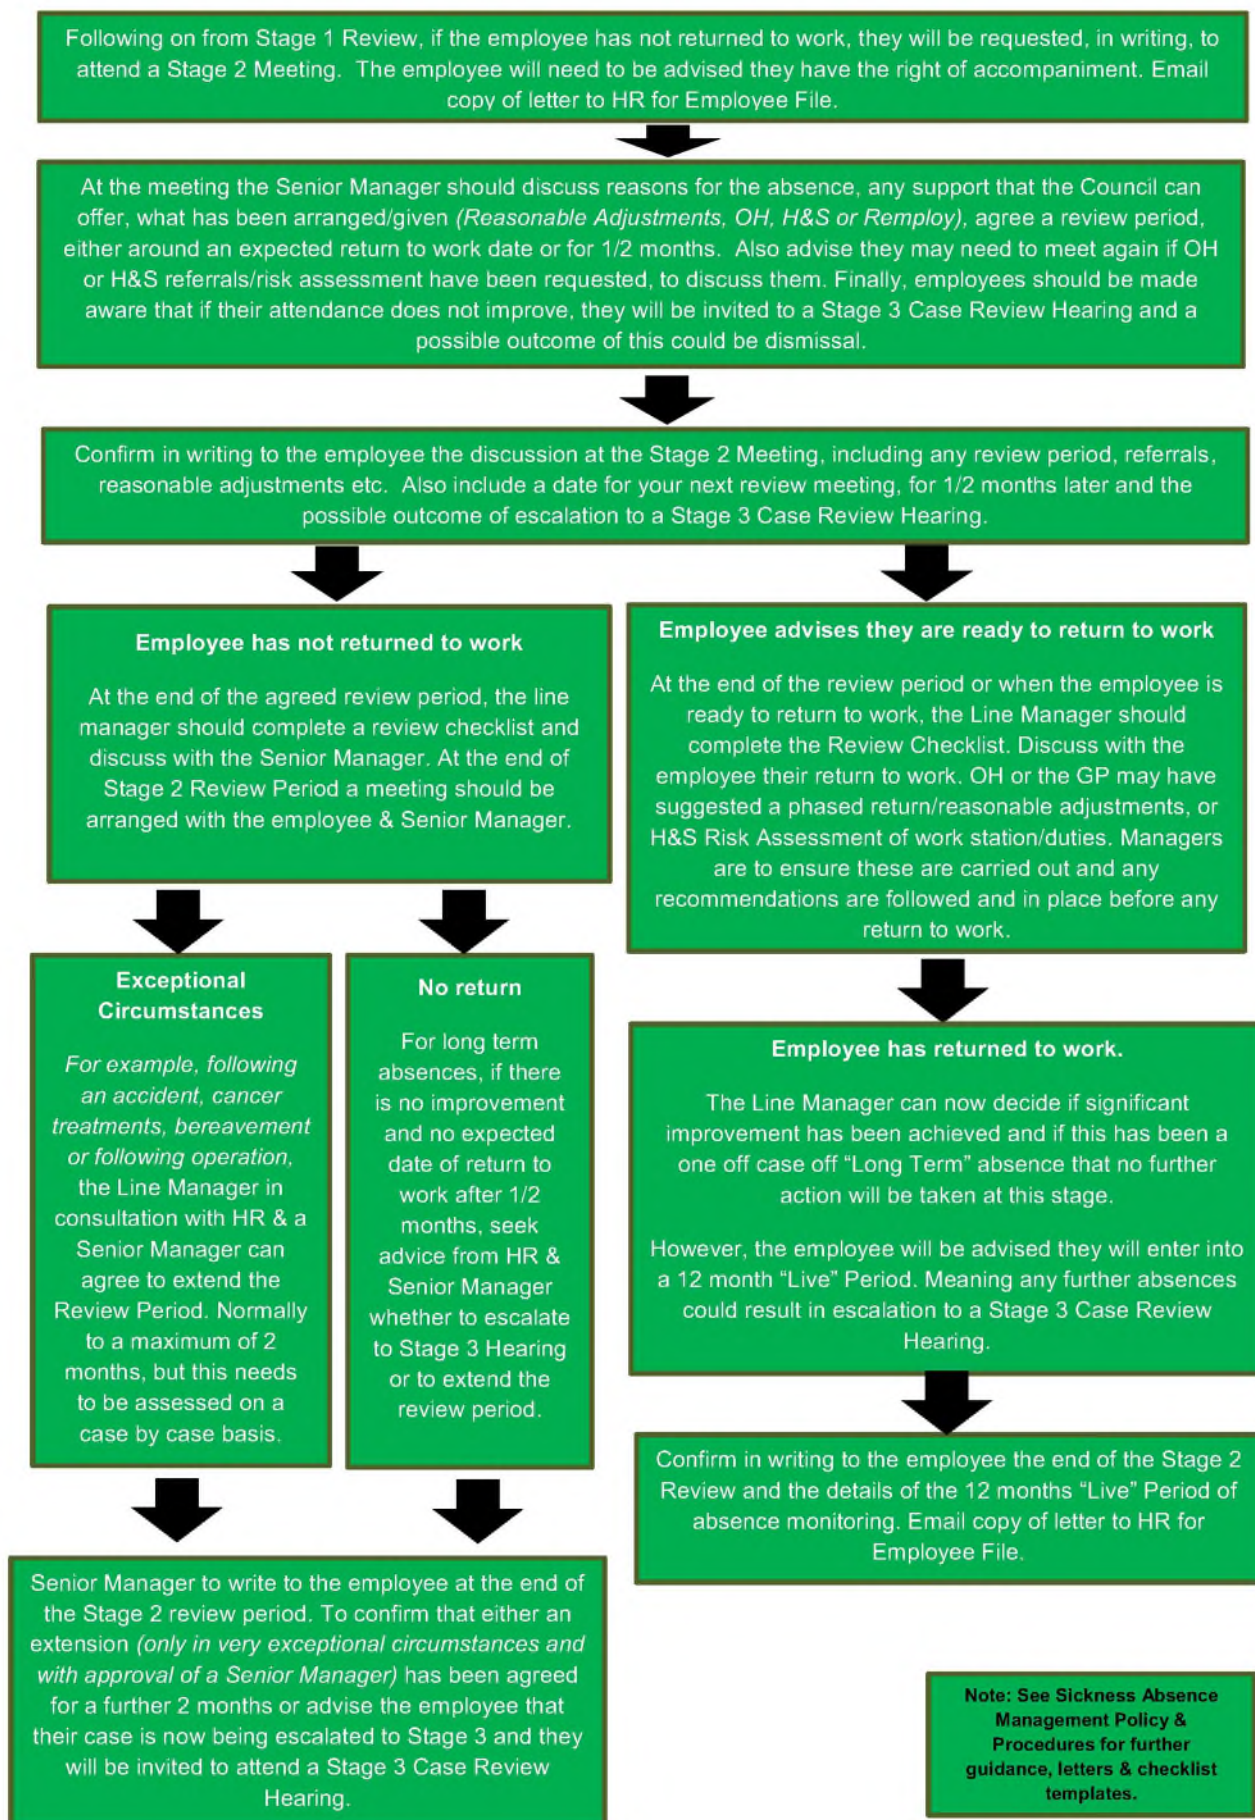 Following on from Stage 1 Review, if the employee has not returned to work, they will be requested, in writing, to
attend a Stage 2 Meeting. The employee will need to be advised they have the right of accompaniment. Email
copy of letter to HR for Employee File.
At the meeting the Senior Manager should discuss reasons for the absence, any support that the Council can
offer, what has been arranged/given (Reasonable Adjustments, OH, H&S or Remploy), agree a review period,
either around an expected return to work date or for 1/2 months. Also advise they may need to meet again if OH
or H&S referrals/risk assessment have been requested, to discuss them. Finally, employees should be made
aware that if their attendance does not improve, they will be invited to a Stage 3 Case Review Hearing and a
possible outcome of this could be dismissal.
Confirm in writing to the employee the discussion at the Stage 2 Meeting, including any review period, referrals,
reasonable adjustments etc. Also include a date for your next review meeting, for 1/2 months later and the
possible outcome of escalation to a Stage 3 Case Review Hearing.
Employee has not returned to work
At the end of the agreed review period, the line
manager should complete a review checklist and
discuss with the Senior Manager. At the end of
Stage 2 Review Period a meeting should be
arranged with the employee & Senior Manager.
Employee advises they are ready to return to work
At the end of the review period or when the employee is
ready to return to work, the Line Manager should
complete the Review Checklist. Discuss with the
employee their return to work. OH or the GP may have
suggested a phased return/reasonable adjustments, or
H&S Risk Assessment of work station/duties. Managers
are to ensure these are carried out and any
recommendations are followed and in place before any
return to work.
Exceptional
Circumstances
For example, following
an accident, cancer
treatments, bereavement
or following operation,
the Line Manager in
consultation with HR & a
Senior Manager can
agree to extend the
Review Period. Normally
to a maximum of 2
months, but this needs
to be assessed on a
case by case basis.
No return
For long term
absences, if there
is no improvement
and no expected
date of return to
work after 1/2
months, seek
advice from HR &
Senior Manager
whether to escalate
to Stage 3 Hearing
or to extend the
review period.
Employee has returned to work.
The Line Manager can now decide if significant
improvement has been achieved and if this has been a
one off case off “Long Term” absence that no further
action will be taken at this stage.
However, the employee will be advised they will enter into
a 12 month “Live” Period. Meaning any further absences
could result in escalation to a Stage 3 Case Review
Hearing.
Confirm in writing to the employee the end of the Stage 2
Review and the details of the 12 months “Live” Period of
absence monitoring. Email copy of letter to HR for
Employee File.
Senior Manager to write to the employee at the end of
the Stage 2 review period. To confirm that either an
extension (only in very exceptional circumstances and
with approval of a Senior Manager) has been agreed
for a further 2 months or advise the employee that
their case is now being escalated to Stage 3 and they
will be invited to attend a Stage 3 Case Review
Hearing.
Note: See Sickness Absence
Management Policy &
Procedures for further
guidance, letters & checklist
templates.